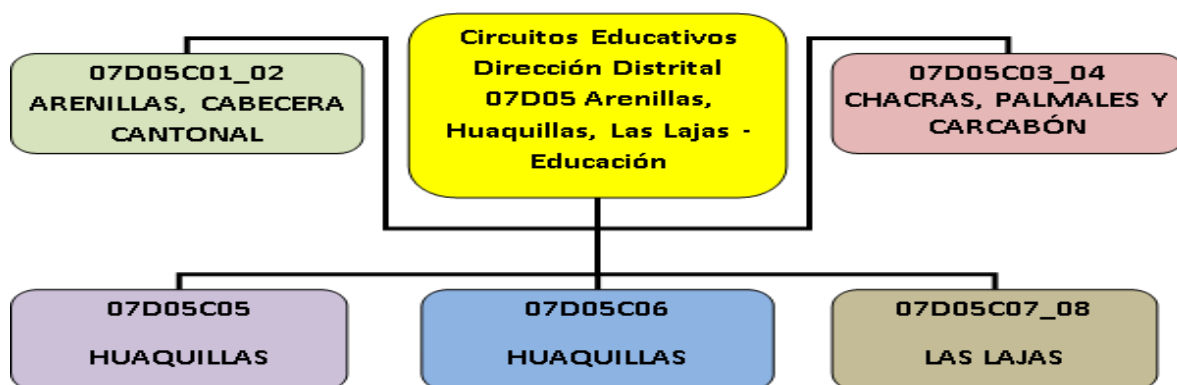 Circuitos Educativos
Dirección Distrital
07D05 Arenillas,
Huaquillas, Las Lajas -
Educación
07D05C01_02
ARENILLAS, CABECERA
CANTONAL
07D05C03_04
CHACRAS, PALMALES Y
CARCABÓN
07D05C05
HUAQUILLAS
07D05C06
HUAQUILLAS
07D05C07_08
LAS LAJAS